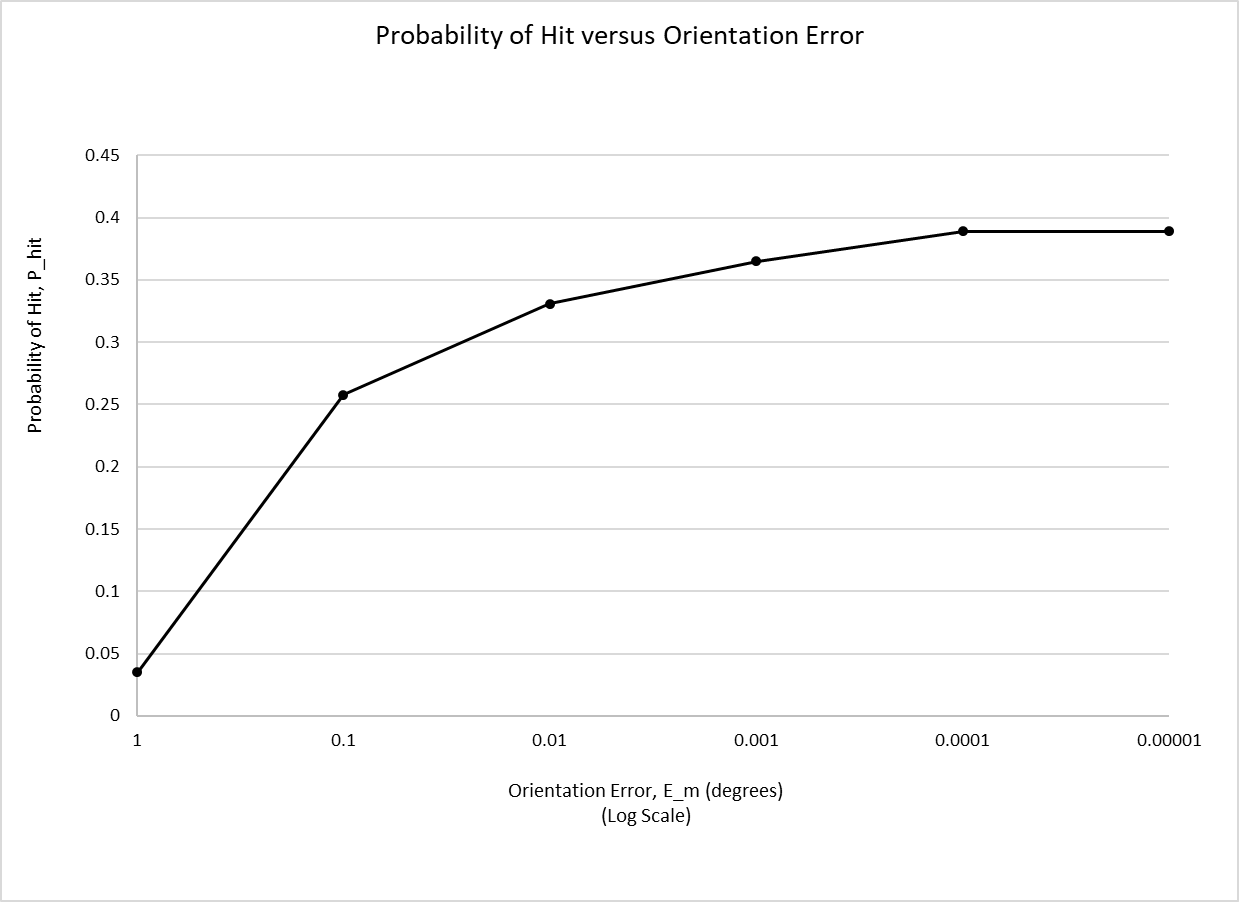 Probability of Hit versus Orientation Error
Probability of Hit, P_hit
0.45
0.4
0.35
0.3
0.25
0.2
0.15
0.1
0.05
0
1 0.1 0.01 0.001 0.0001 0.00001
Orientation Error, E_m (degrees)
(Log Scale)